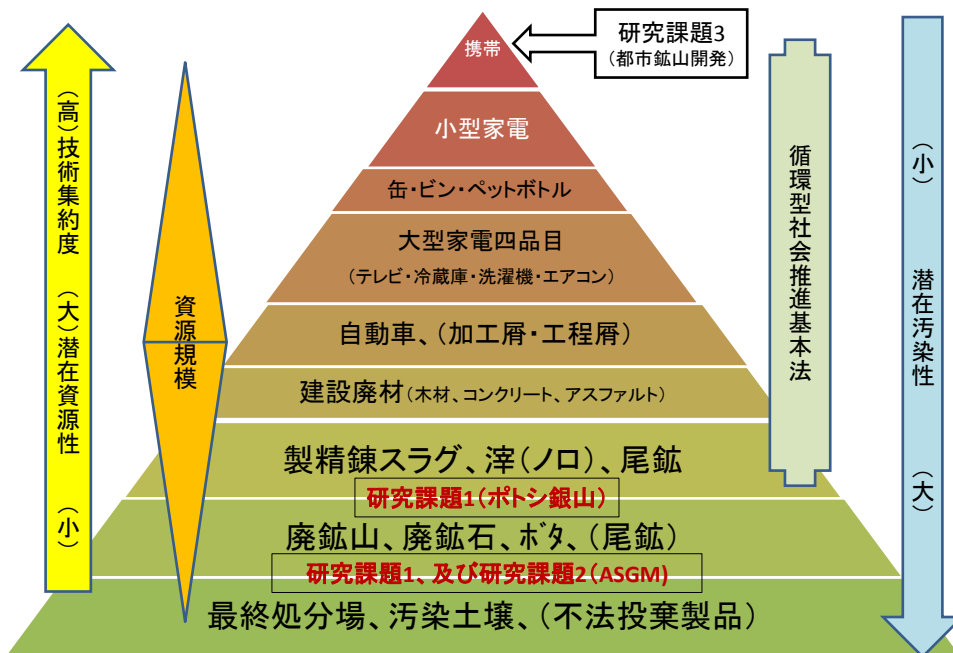 携帯
研究課題3
(都市鉱山開発)
小型家電
缶・ビン・ペットボトル
大型家電四品目
(テレビ・冷蔵庫・洗濯機・エアコン)
自動車、(加工屑・工程屑)
建設廃材(木材、コンクリート、アスファルト)
製精錬スラグ、滓(ノロ)、尾鉱
研究課題1(ポトシ銀山)
廃鉱山、廃鉱石、ボタ、(尾鉱)
研究課題1、及び研究課題2(ASGM)
最終処分場、汚染土壌、(不法投棄製品)
(高)技術集約度 (大)潜在資源性 (小)
資源規模
循環型社会推進基本法
(小) 潜在汚染性 (大)